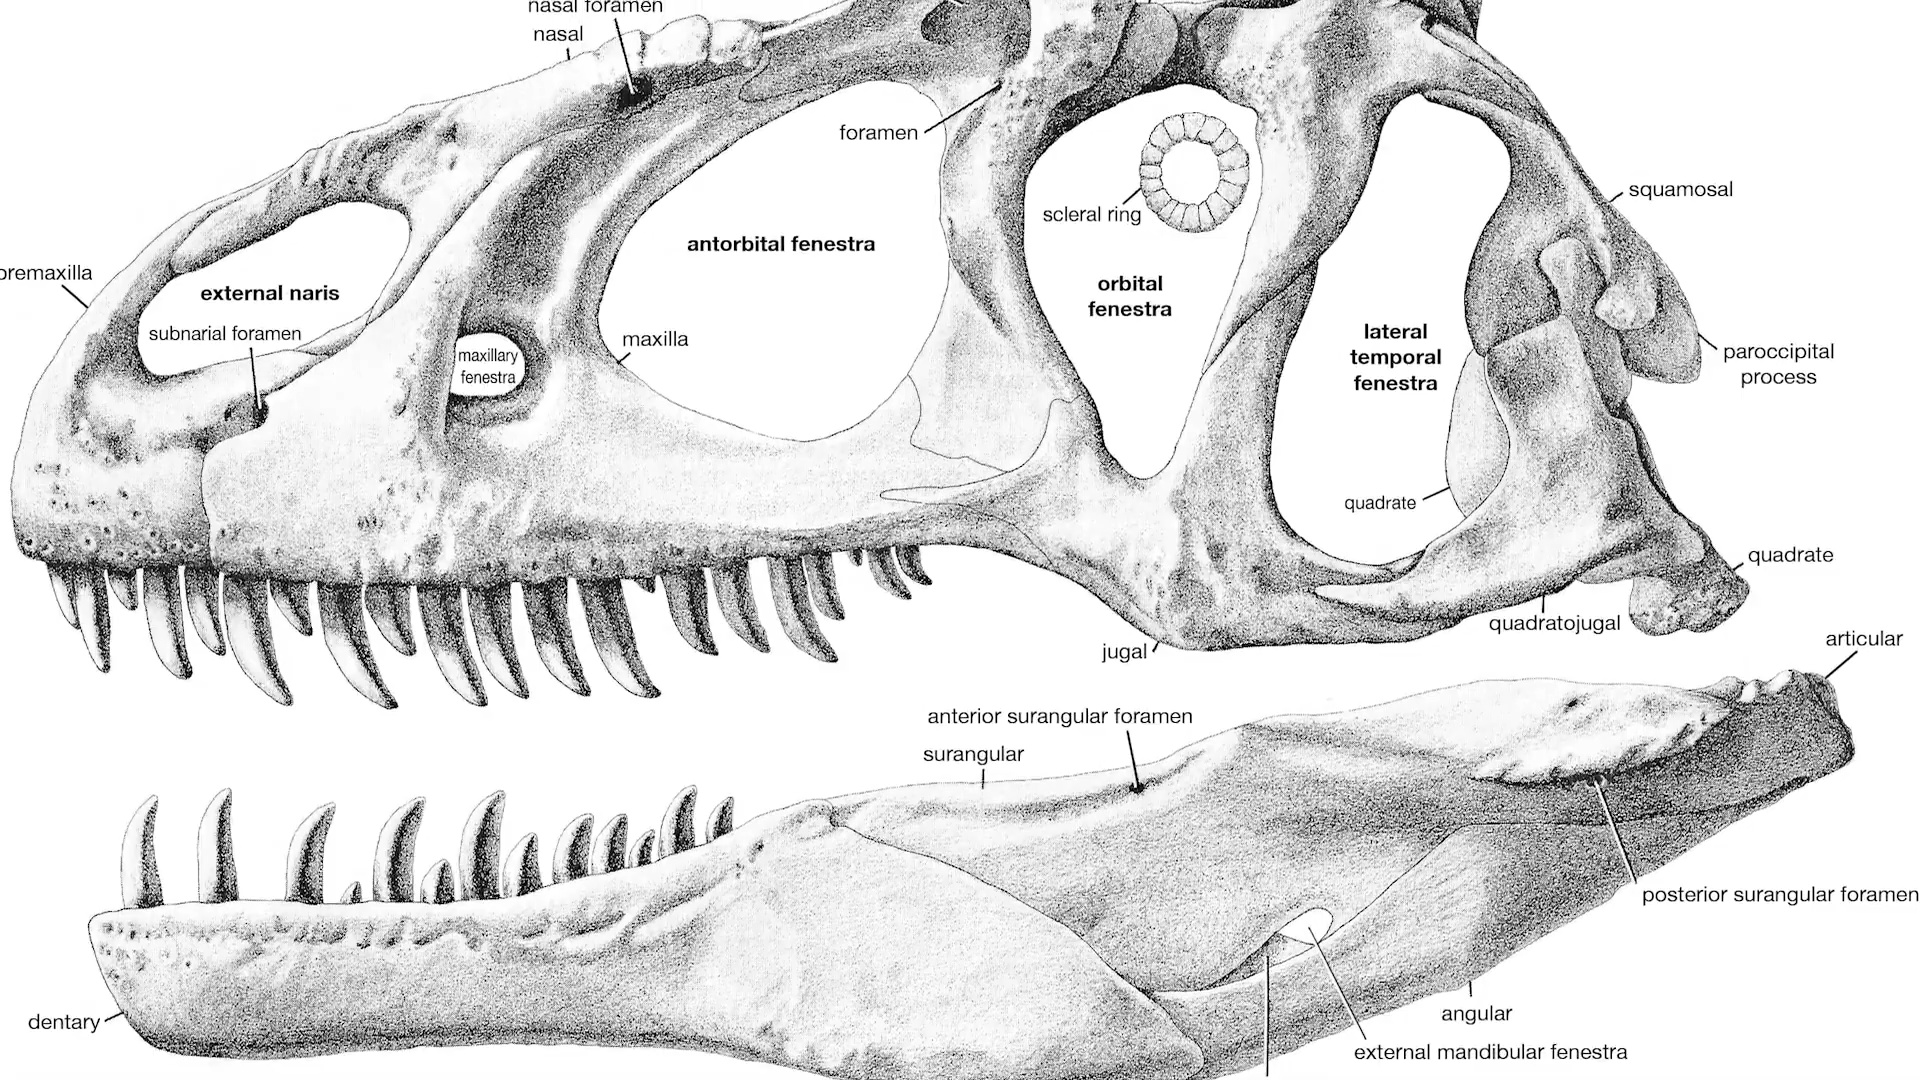 nasal foramen
nasal
foramen
scleral ring
squamosal
antorbital fenestra
premaxilla
external naris
orbital
fenestra
subnarial foramen
maxilla
maxillary
fenestra
lateral
temporal
fenestra
paroccipital
process
quadrate
quadrate
quadratojugal
jugal
articular
anterior surangular foramen
surangular
posterior surangular foramen
dentary
angular
external mandibular fenestra